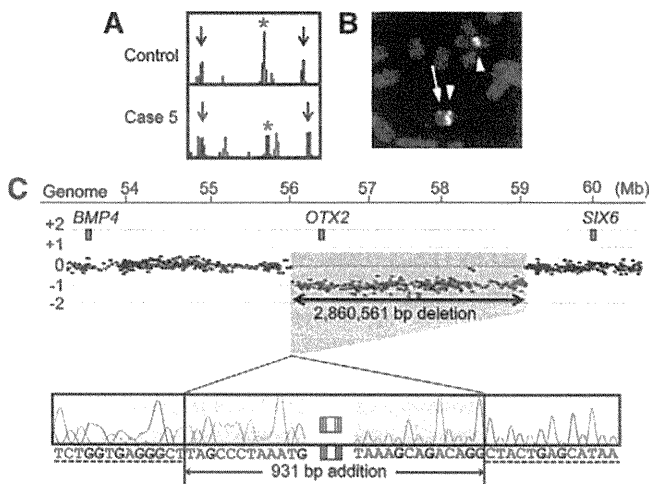 A
B
Control
Case 5
*
*
C
Genome 54 55 56 57 58 59 60 (Mb)
BMP4 OTX2 SIX6
+2
+1
0
-1
-2
2,860,561 bp deletion
TCTGGTGAGGGCTTAGCCCTAAATG TAAAGCAGACAGGCTACTGAGCATAA
931 bp addition